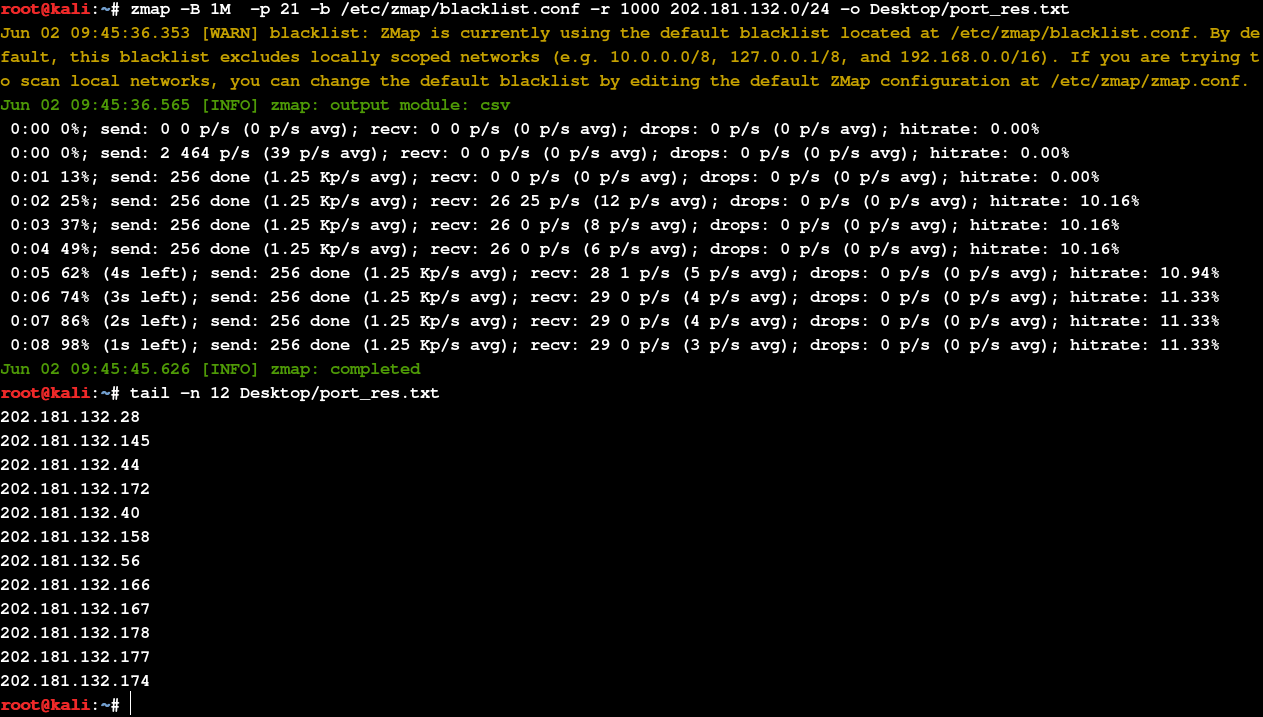 root@kali:~# zmap -B 1M  -p 21 -b /etc/zmap/blacklist.conf -r 1000 202.181.132.0/24 -o Desktop/port_res.txt
Jun 02 09:45:36.353 [WARN] blacklist: ZMap is currently using the default blacklist located at /etc/zmap/blacklist.conf. By de
fault, this blacklist excludes locally scoped networks (e.g. 10.0.0.0/8, 127.0.0.1/8, and 192.168.0.0/16). If you are trying t
o scan local networks, you can change the default blacklist by editing the default ZMap configuration at /etc/zmap/zmap.conf.
Jun 02 09:45:36.565 [INFO] zmap: output module: csv
 0:00 0%; send: 0 0 p/s (0 p/s avg); recv: 0 0 p/s (0 p/s avg); drops: 0 p/s (0 p/s avg); hitrate: 0.00%
 0:00 0%; send: 2 464 p/s (39 p/s avg); recv: 0 0 p/s (0 p/s avg); drops: 0 p/s (0 p/s avg); hitrate: 0.00%
 0:01 13%; send: 256 done (1.25 Kp/s avg); recv: 0 0 p/s (0 p/s avg); drops: 0 p/s (0 p/s avg); hitrate: 0.00%
 0:02 25%; send: 256 done (1.25 Kp/s avg); recv: 26 25 p/s (12 p/s avg); drops: 0 p/s (0 p/s avg); hitrate: 10.16%
 0:03 37%; send: 256 done (1.25 Kp/s avg); recv: 26 0 p/s (8 p/s avg); drops: 0 p/s (0 p/s avg); hitrate: 10.16%
 0:04 49%; send: 256 done (1.25 Kp/s avg); recv: 26 0 p/s (6 p/s avg); drops: 0 p/s (0 p/s avg); hitrate: 10.16%
 0:05 62% (4s left); send: 256 done (1.25 Kp/s avg); recv: 28 1 p/s (5 p/s avg); drops: 0 p/s (0 p/s avg); hitrate: 10.94%
 0:06 74% (3s left); send: 256 done (1.25 Kp/s avg); recv: 29 0 p/s (4 p/s avg); drops: 0 p/s (0 p/s avg); hitrate: 11.33%
 0:07 86% (2s left); send: 256 done (1.25 Kp/s avg); recv: 29 0 p/s (4 p/s avg); drops: 0 p/s (0 p/s avg); hitrate: 11.33%
 0:08 98% (1s left); send: 256 done (1.25 Kp/s avg); recv: 29 0 p/s (3 p/s avg); drops: 0 p/s (0 p/s avg); hitrate: 11.33%
Jun 02 09:45:45.626 [INFO] zmap: completed
root@kali:~# tail -n 12 Desktop/port_res.txt
202.181.132.28
202.181.132.145
202.181.132.44
202.181.132.172
202.181.132.40
202.181.132.158
202.181.132.56
202.181.132.166
202.181.132.167
202.181.132.178
202.181.132.177
202.181.132.174
root@kali:~#